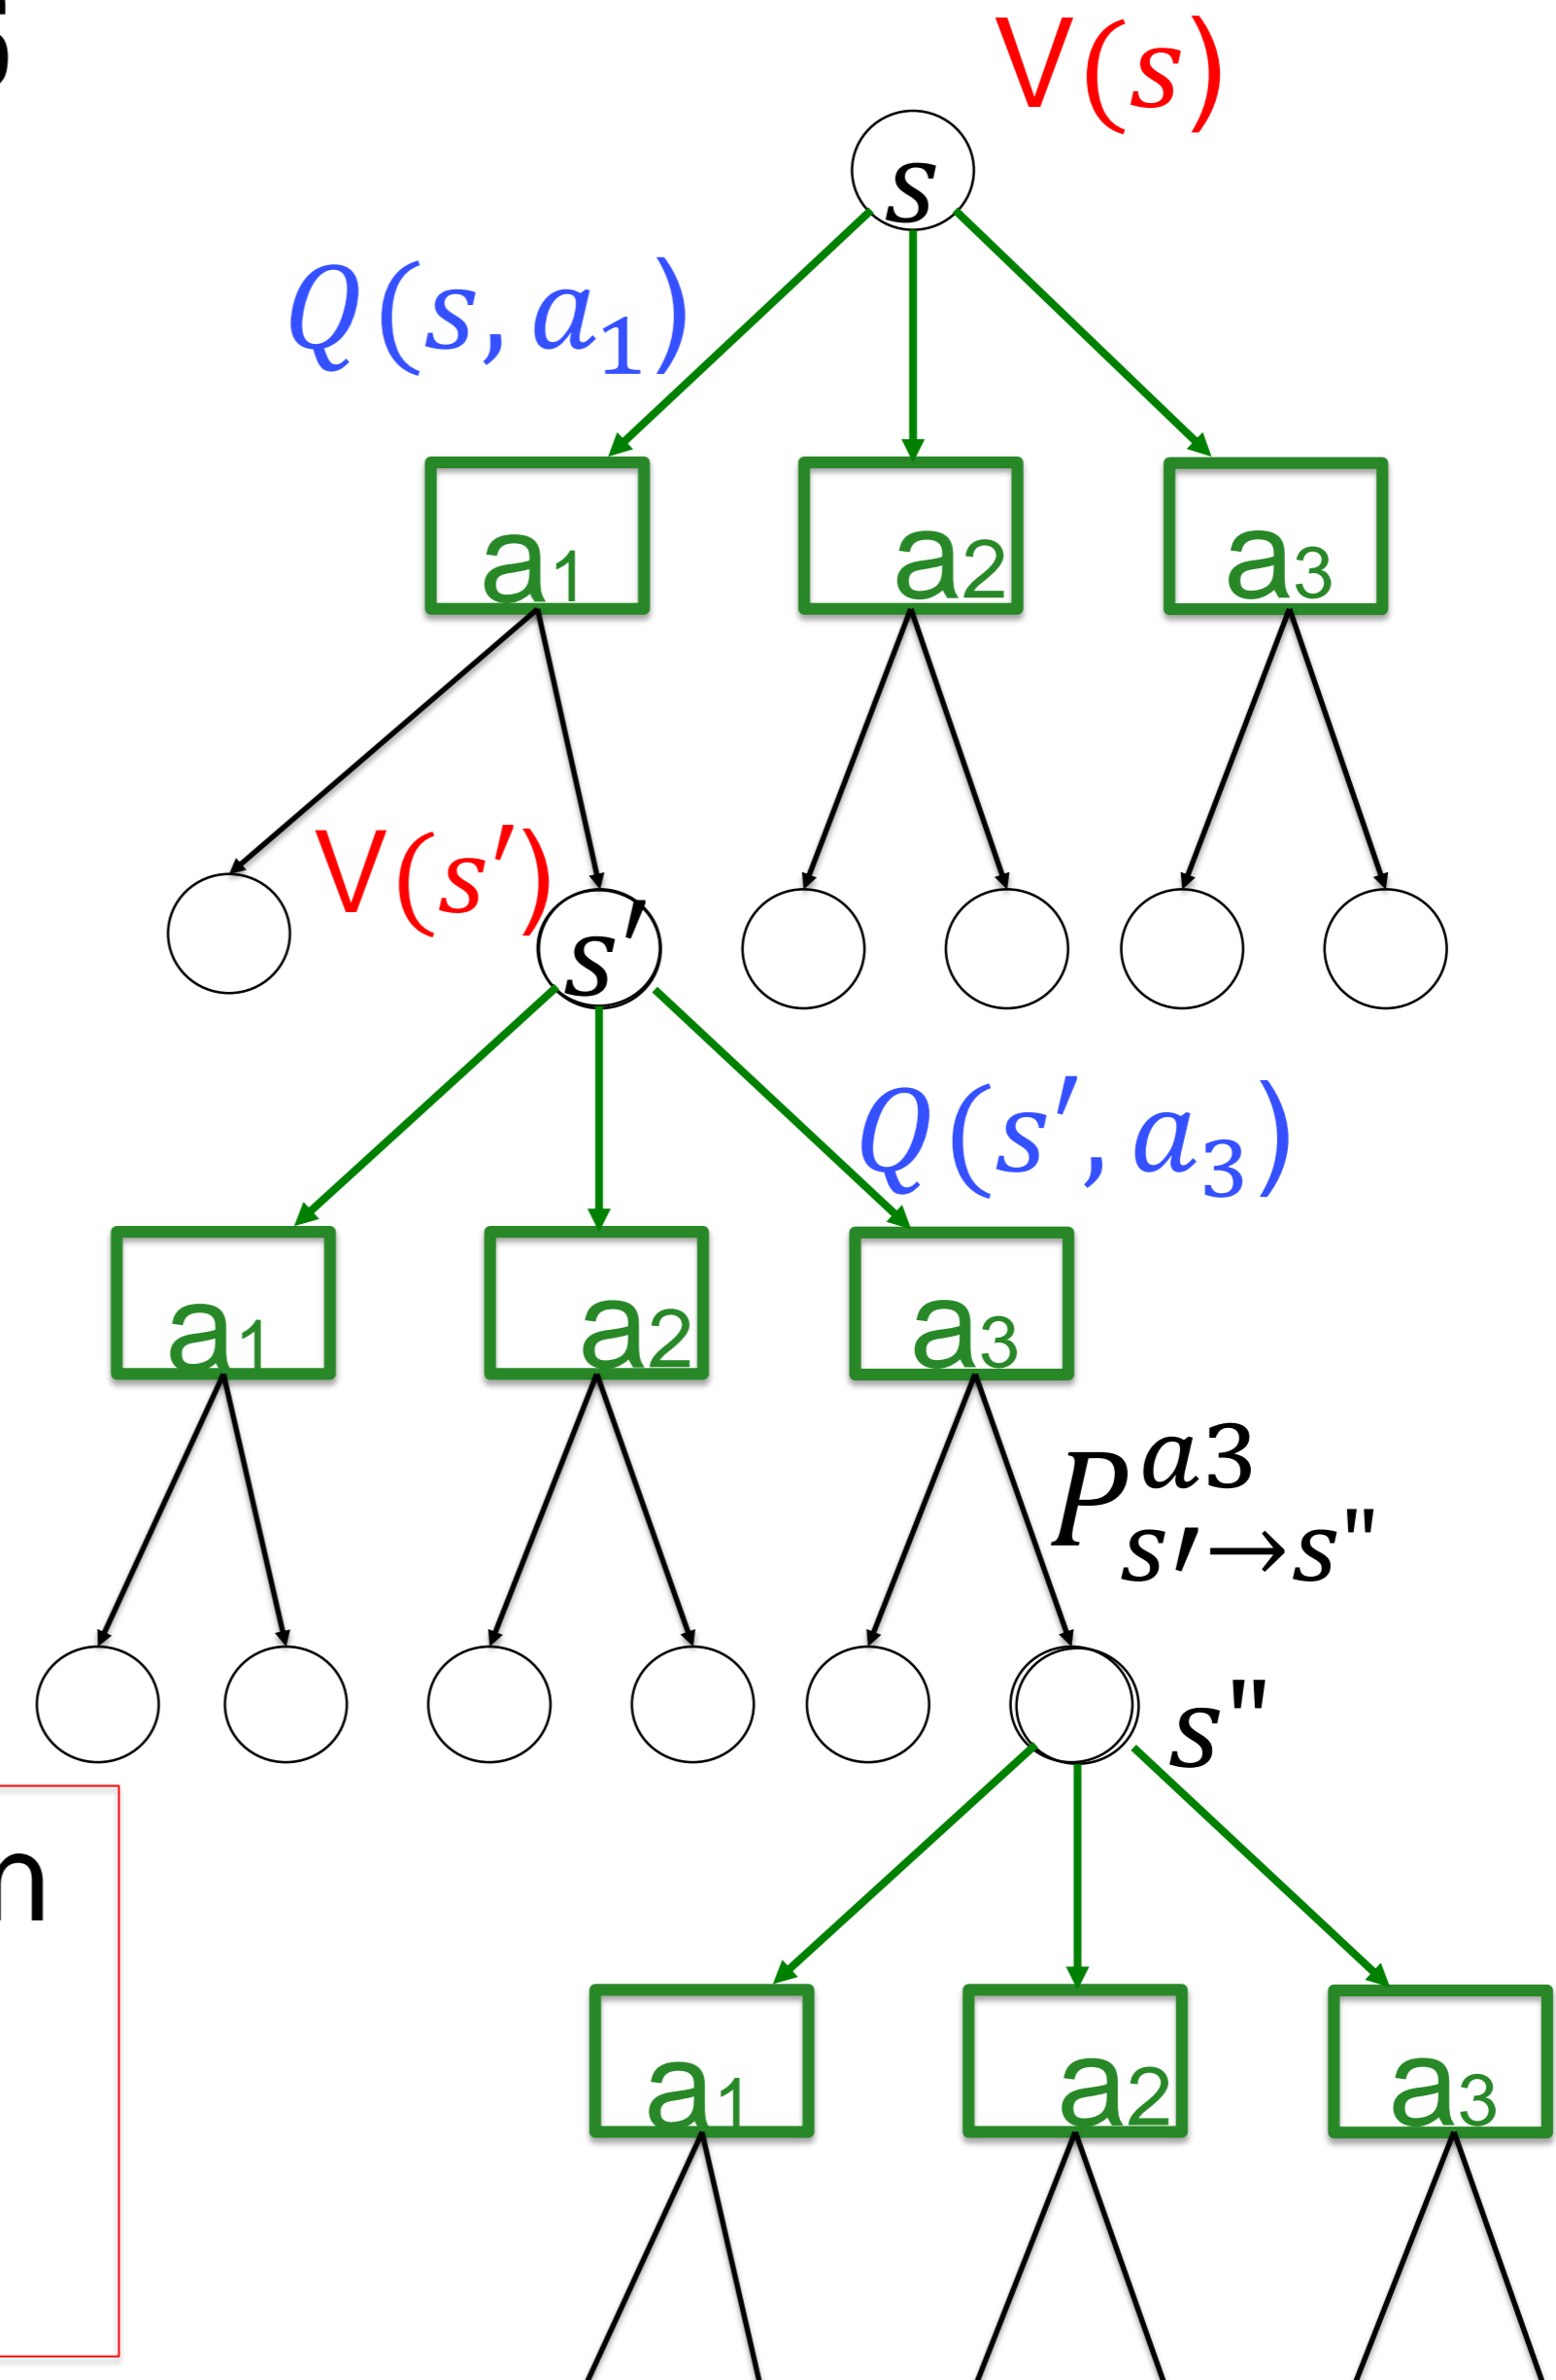 V(s)
s
Q(s, a₁)
a1 a2 a3
V(s′)
s′
Q(s′, a₃)
a1 a2 a3
P^{a3}_{s′→s"}
s"
a1 a2 a3